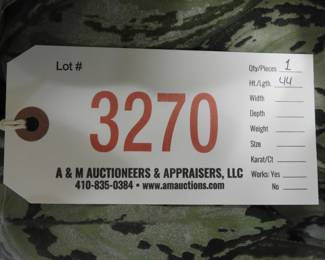 Lot #
3270
A & M AUCTIONEERS & APPRAISERS, LLC
410-835-0384 • www.amauctions.com
Qty/Pieces 1
Ht./Lgth. 44
Width
Depth
Weight
Size
Karat/Ct
Works: Yes
No